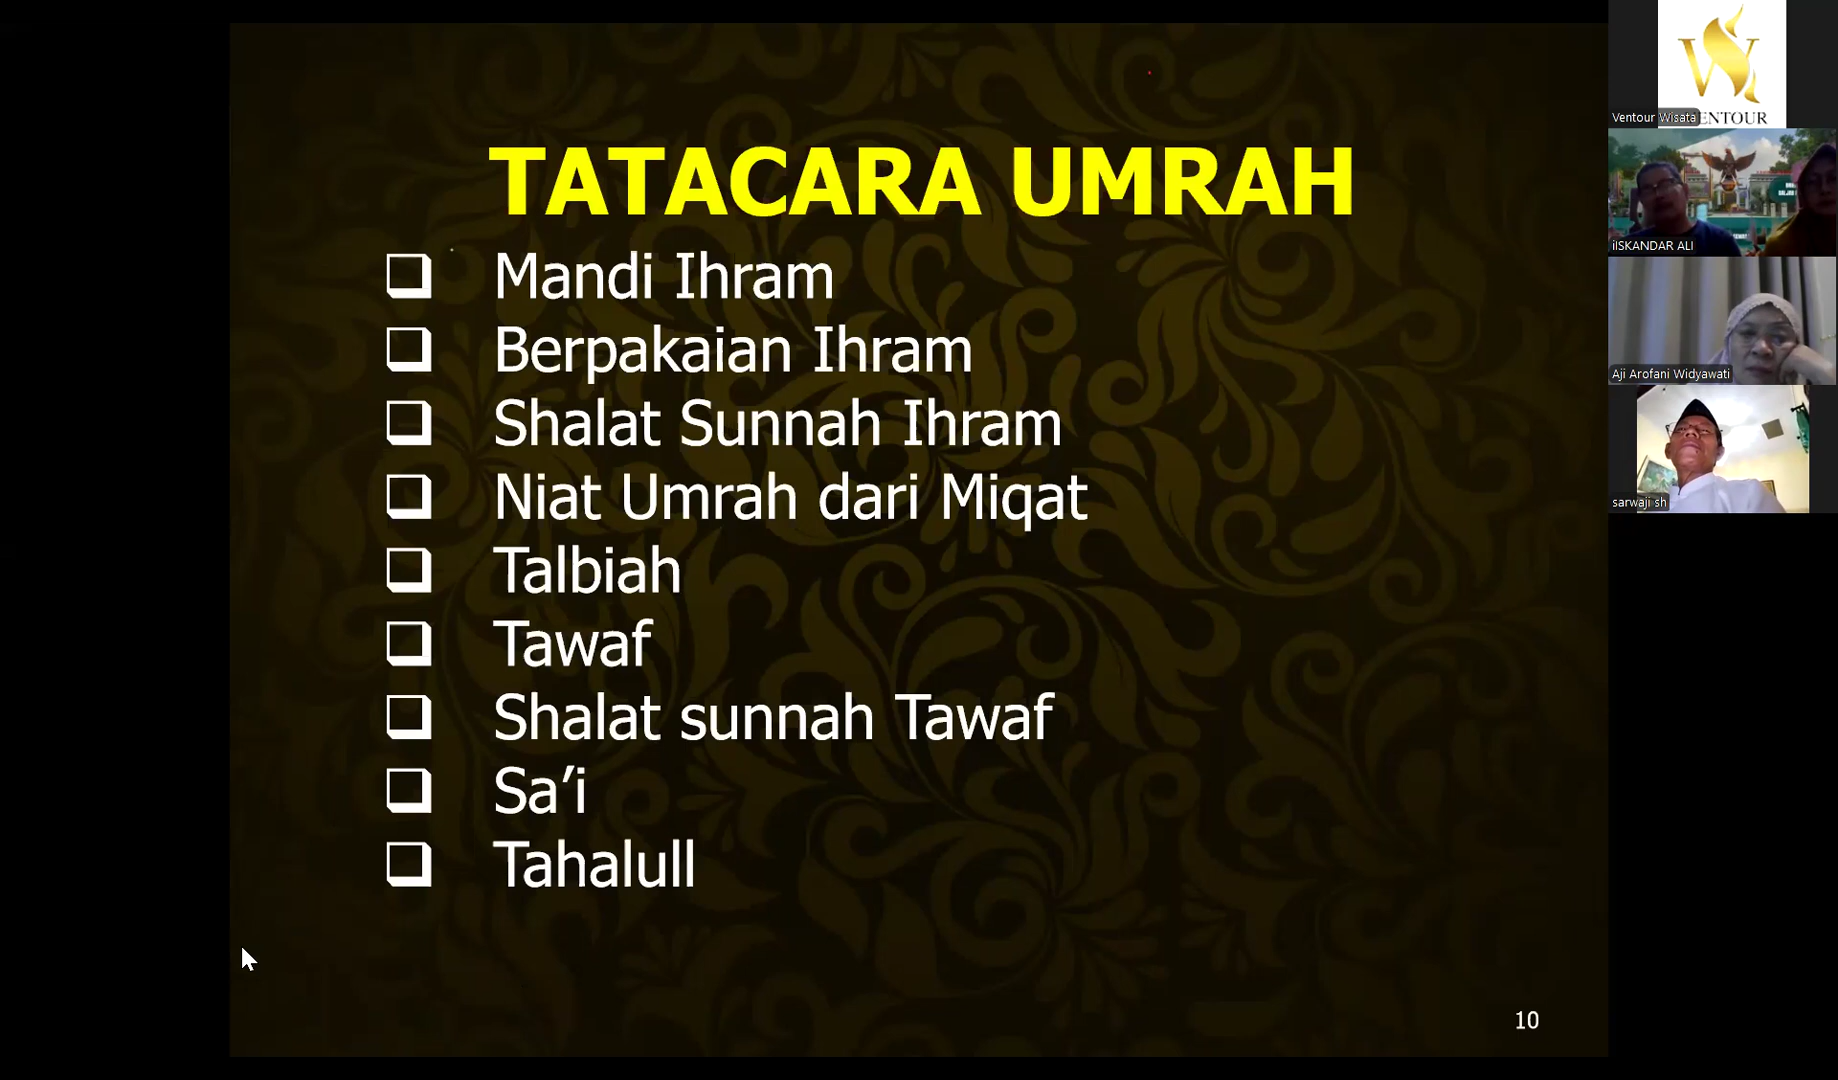 TATACARA UMRAH
Mandi Ihram
Berpakaian Ihram
Shalat Sunnah Ihram
Niat Umrah dari Miqat
Talbiah
Tawaf
Shalat sunnah Tawaf
Sa’i
Tahalull
10
Ventour Wisata
ENTOUR
iISKANDAR ALI
Aji Arofani Widyawati
sarwaji sh